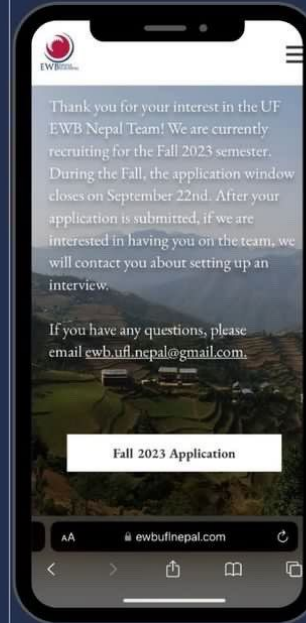 EWB
Thank you for your interest in the UF
EWB Nepal Team! We are currently
recruiting for the Fall 2023 semester.
During the Fall, the application window
closes on September 22nd. After your
application is submitted, if we are
interested in having you on the team, we
will contact you about setting up an
interview.
If you have any questions, please
email ewb.ufl.nepal@gmail.com.
Fall 2023 Application
AA ewbuflnepal.com